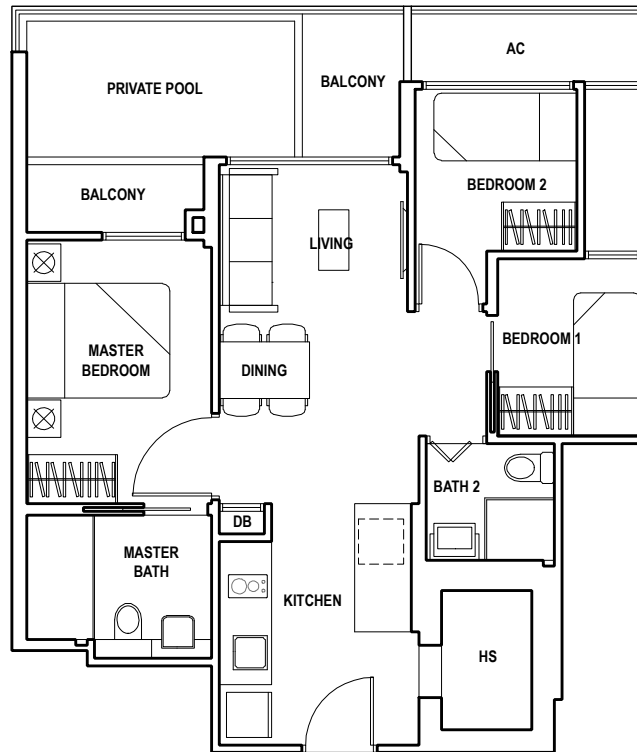 AC
PRIVATE POOL
BALCONY
BALCONY
BEDROOM 2
LIVING
BEDROOM 1
MASTER
BEDROOM
DINING
BATH 2
DB
MASTER
BATH
KITCHEN
HS